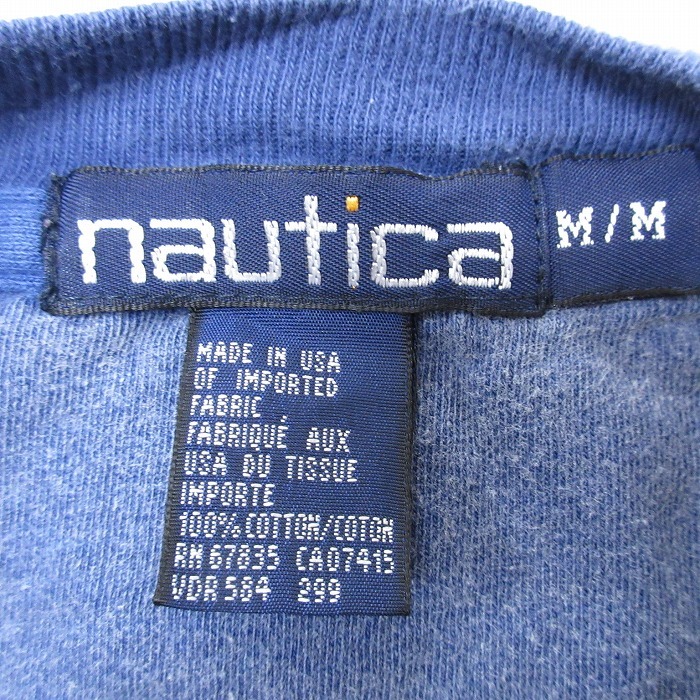 nautica
M/M
MADE IN USA
OF IMPORTED
FABRIC
FABRIQUÉ AUX
USA DU TISSUE
IMPORTE
100% COTTON/COTON
RN 67835 CA07415
VDR 584 299